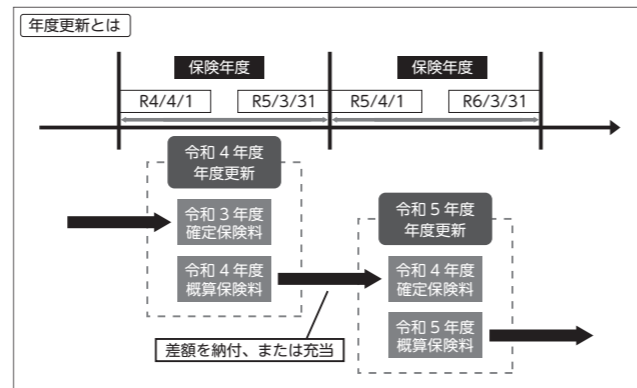 年度更新とは
保険年度
保険年度
R4/4/1
R5/3/31
R5/4/1
R6/3/31
令和4年度
年度更新
令和3年度
確定保険料
令和4年度
概算保険料
差額を納付、または充当
令和5年度
年度更新
令和4年度
確定保険料
令和5年度
概算保険料